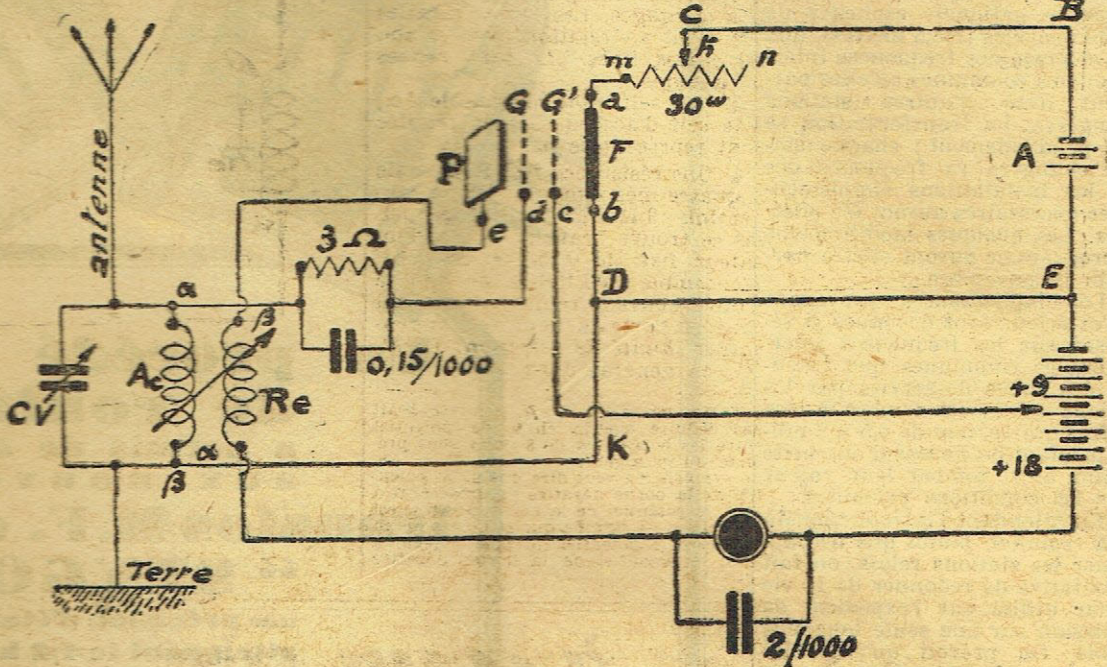 C
B
ħ
m
n
30ω
G G'
a
antenne
P
F
A
d
c
b
e
3 Ω
D
E
α
β
0,15/1000
+9
CV
Ac
Re
α
K
+18
β
Terre
2/1000